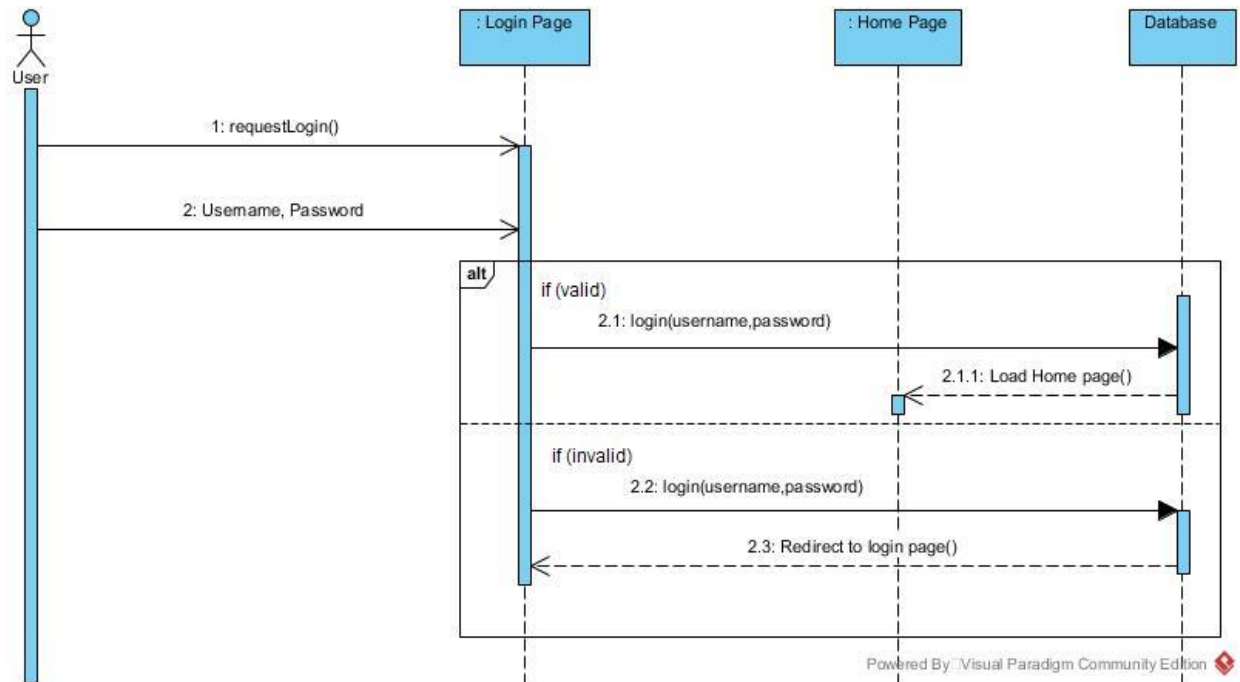 : Login Page
: Home Page
Database
User
1: requestLogin()
2: Username, Password
alt
if (valid)
2.1: login(username,password)
2.1.1: Load Home page()
if (invalid)
2.2: login(username,password)
2.3: Redirect to login page()
Powered By Visual Paradigm Community Edition